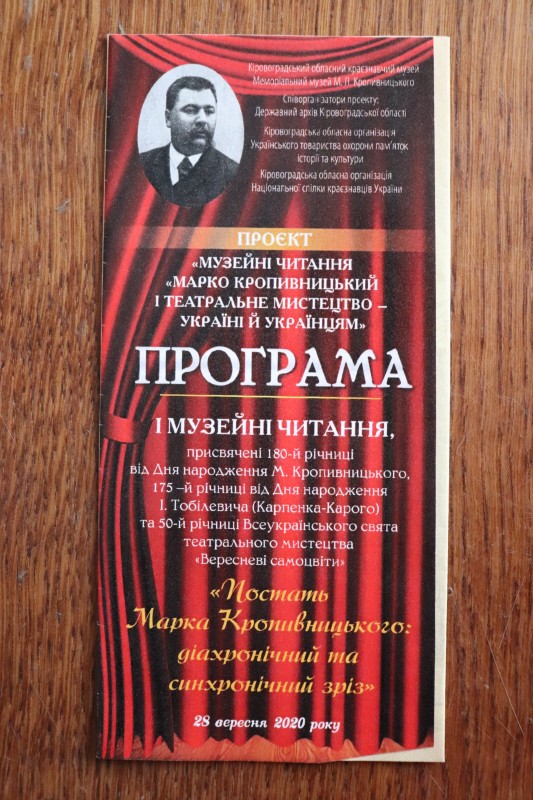 Кіровоградський обласний краєзнавчий музей
Меморіальний музей М. Л. Кропивницького
Співорганізатори проекту:
Державний архів Кіровоградської області
Кіровоградська обласна організація
Українського товариства охорони пам'яток
історії та культури
Кіровоградська обласна організація
Національної спілки краєзнавців України
ПРОЄКТ
«МУЗЕЙНІ ЧИТАННЯ
«МАРКО КРОПИВНИЦЬКИЙ
І ТЕАТРАЛЬНЕ МИСТЕЦТВО –
УКРАЇНІ Й УКРАЇНЦЯМ»
ПРОГРАМА
І МУЗЕЙНІ ЧИТАННЯ,
присвячені 180-й річниці
від Дня народження М. Кропивницького,
175 –й річниці від Дня народження
І. Тобілевича (Карпенка-Карого)
та 50-й річниці Всеукраїнського свята
театрального мистецтва
«Вересневі самоцвіти»
«Постать
Марка Кропивницького:
діахронічний та
синхронічний зріз»
28 вересня 2020 року